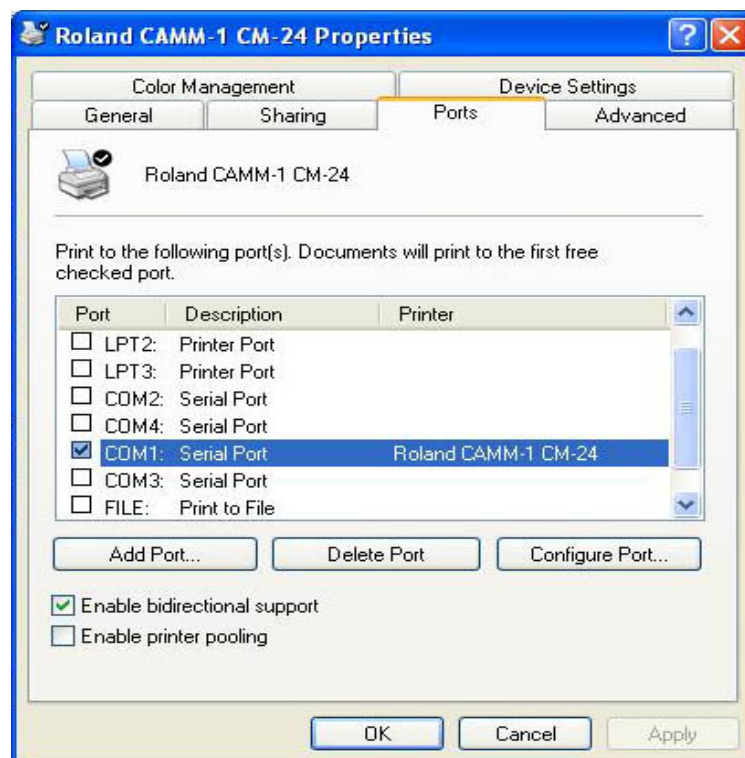 Roland CAMM-1 CM-24 Properties
Color Management Device Settings
General Sharing Ports Advanced
Roland CAMM-1 CM-24
Print to the following port(s). Documents will print to the first free
checked port.
Port Description Printer
LPT2: Printer Port
LPT3: Printer Port
COM2: Serial Port
COM4: Serial Port
COM1: Serial Port Roland CAMM-1 CM-24
COM3: Serial Port
FILE: Print to File
Add Port... Delete Port Configure Port...
Enable bidirectional support
Enable printer pooling
OK Cancel Apply